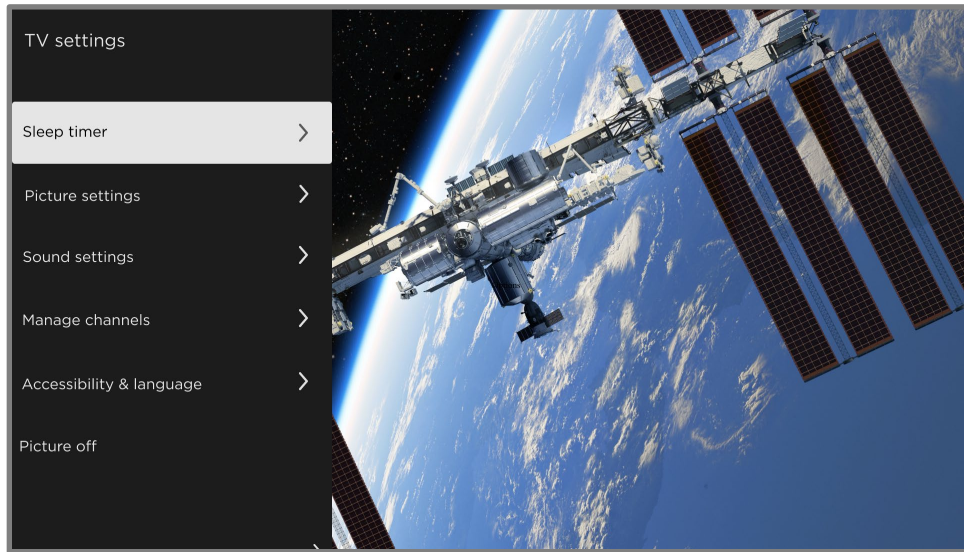 TV settings
Sleep timer
Picture settings
Sound settings
Manage channels
Accessibility & language
Picture off